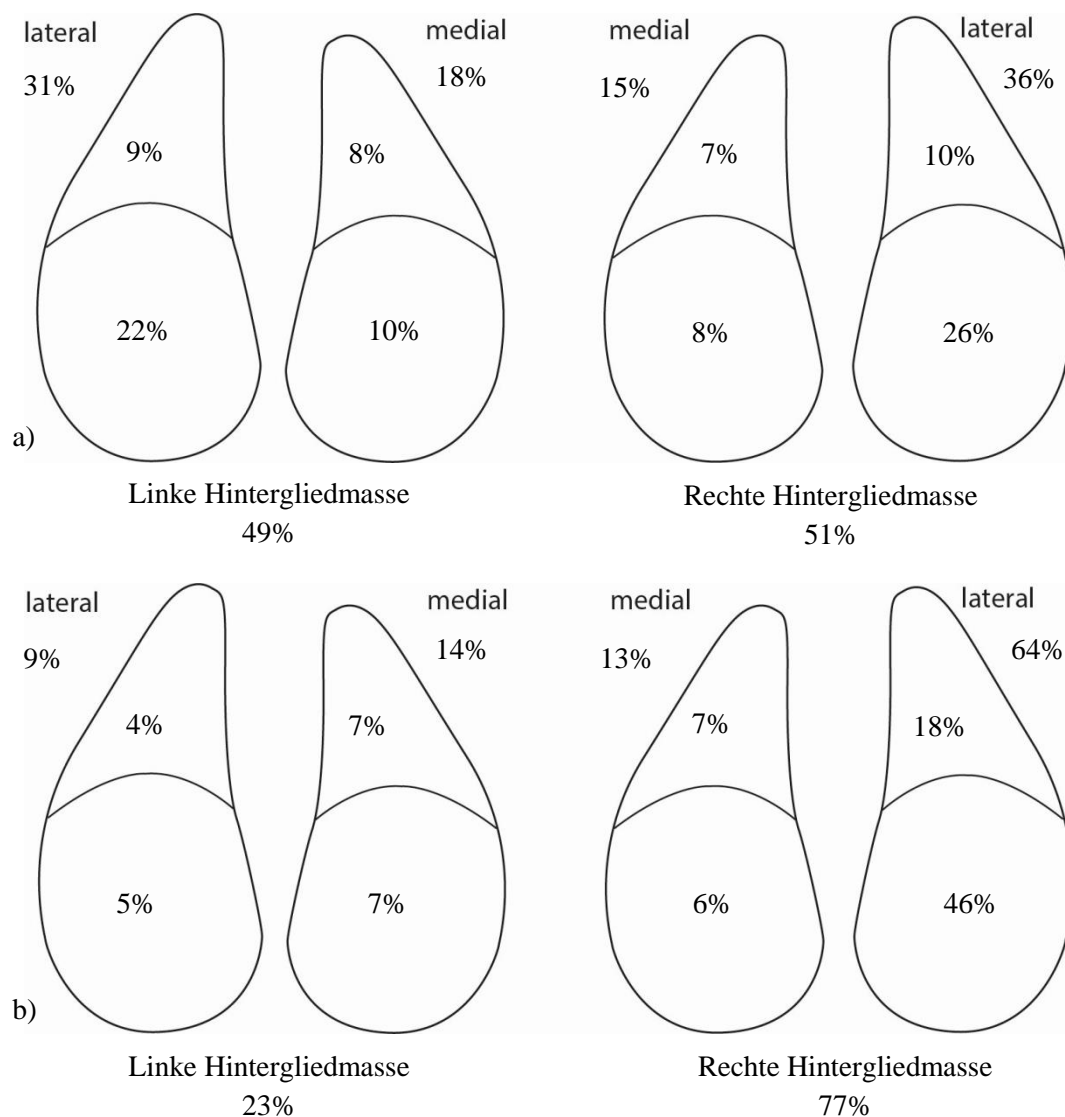 lateral medial medial lateral
31% 18% 15% 36%
9% 8% 7% 10%
22% 10% 8% 26%
a)
Linke Hintergliedmasse Rechte Hintergliedmasse
49% 51%
lateral medial medial lateral
9% 14% 13% 64%
4% 7% 7% 18%
5% 7% 6% 46%
b)
Linke Hintergliedmasse Rechte Hintergliedmasse
23% 77%